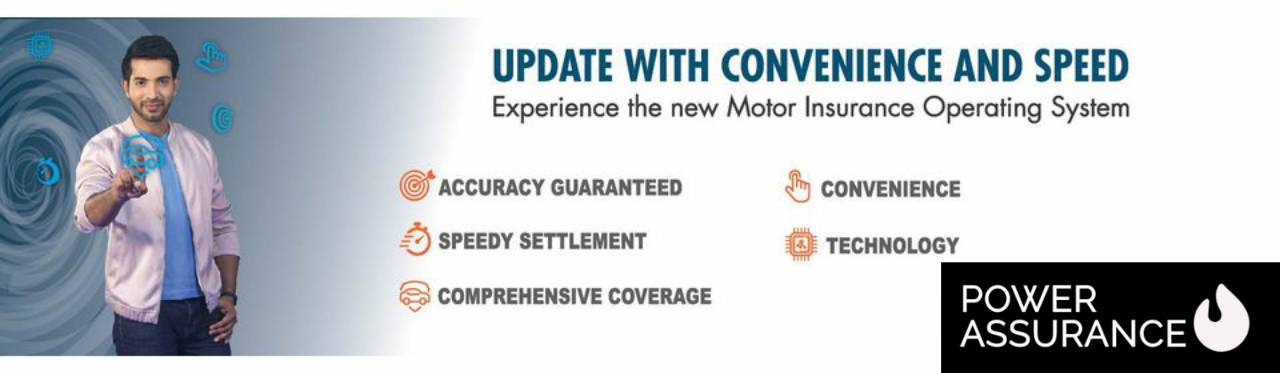 UPDATE WITH CONVENIENCE AND SPEED
Experience the new Motor Insurance Operating System
ACCURACY GUARANTEED
SPEEDY SETTLEMENT
COMPREHENSIVE COVERAGE
CONVENIENCE
TECHNOLOGY
POWER
ASSURANCE